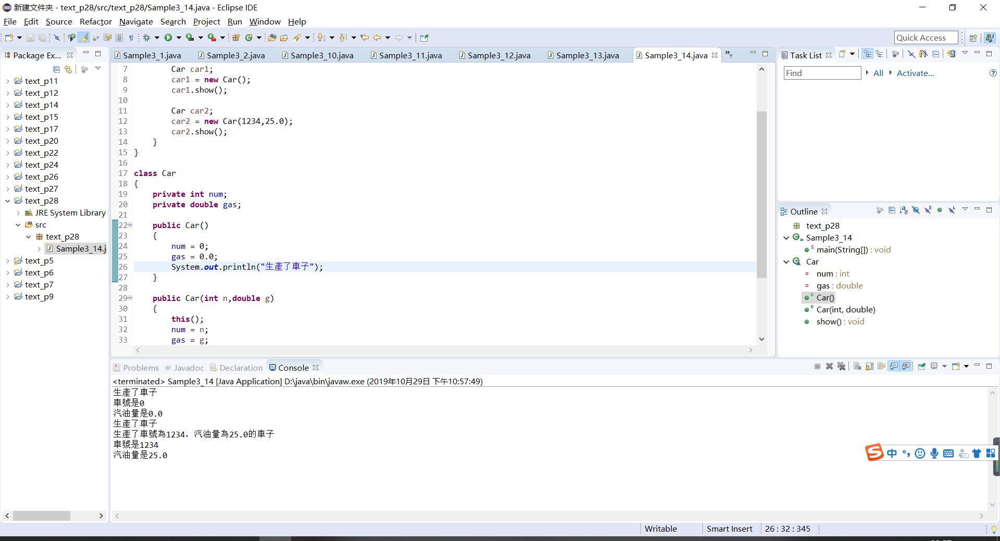 新建文件夹 - text_p28/src/text_p28/Sample3_14.java - Eclipse IDE
File Edit Source Refactor Navigate Search Project Run Window Help
Quick Access
Package Ex...
text_p11
text_p12
text_p14
text_p15
text_p17
text_p20
text_p22
text_p24
text_p26
text_p27
text_p28
JRE System Library
src
text_p28
Sample3_14.j
text_p5
text_p6
text_p7
text_p9
Sample3_1.java Sample3_2.java Sample3_10.java Sample3_11.java Sample3_12.java Sample3_13.java Sample3_14.java »7
7 Car car1;
8 car1 = new Car();
9 car1.show();
10
11 Car car2;
12 car2 = new Car(1234,25.0);
13 car2.show();
14 }
15 }
16
17 class Car
18 {
19 private int num;
20 private double gas;
21
22 public Car()
23 {
24 num = 0;
25 gas = 0.0;
26 System.out.println("生產了車子");
27 }
28
29 public Car(int n,double g)
30 {
31 this();
32 num = n;
33 gas = g;
Task List
Find All Activate...
Outline
text_p28
Sample3_14
main(String[]) : void
Car
num : int
gas : double
Car()
Car(int, double)
show() : void
Problems @ Javadoc Declaration Console
<terminated> Sample3_14 [Java Application] D:\java\bin\javaw.exe (2019年10月29日 下午10:57:49)
生產了車子
車號是0
汽油量是0.0
生產了車子
生產了車號為1234，汽油量為25.0的車子
車號是1234
汽油量是25.0
S 中
Writable Smart Insert 26 : 32 : 345